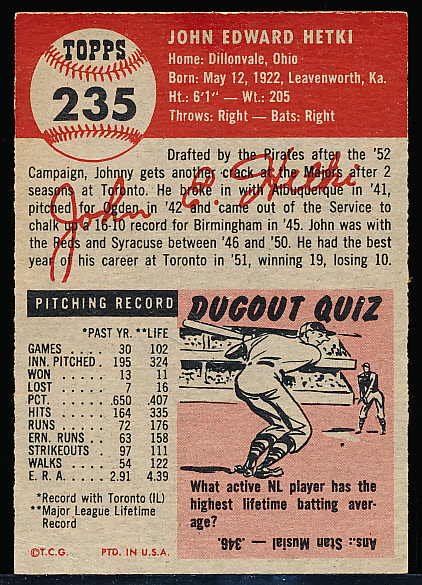 TOPPS
235
JOHN EDWARD HETKI
Home: Dillonvale, Ohio
Born: May 12, 1922, Leavenworth, Ka.
Ht.: 6'1" — Wt.: 205
Throws: Right — Bats: Right
Drafted by the Pirates after the '52
Campaign, Johnny gets another crack at the Majors after 2
seasons at Toronto. He broke in with Albuquerque in '41,
pitched for Ogden in '42 and came out of the Service to
chalk up a 16-10 record for Birmingham in '45. John was with
the Reds and Syracuse between '46 and '50. He had the best
year of his career at Toronto in '51, winning 19, losing 10.
John E. Hetki
PITCHING RECORD
*PAST YR. **LIFE
GAMES 30 102
INN. PITCHED 195 324
WON 13 11
LOST 7 16
PCT. .650 .407
HITS 164 335
RUNS 72 176
ERN. RUNS 63 158
STRIKEOUTS 97 111
WALKS 54 122
E. R. A. 2.91 4.39
*Record with Toronto (IL)
**Major League Lifetime
Record
©T.C.G. PTD. IN U.S.A.
DUGOUT QUIZ
What active NL player has the
highest lifetime batting aver-
age?
Ans.: Stan Musial — .346.